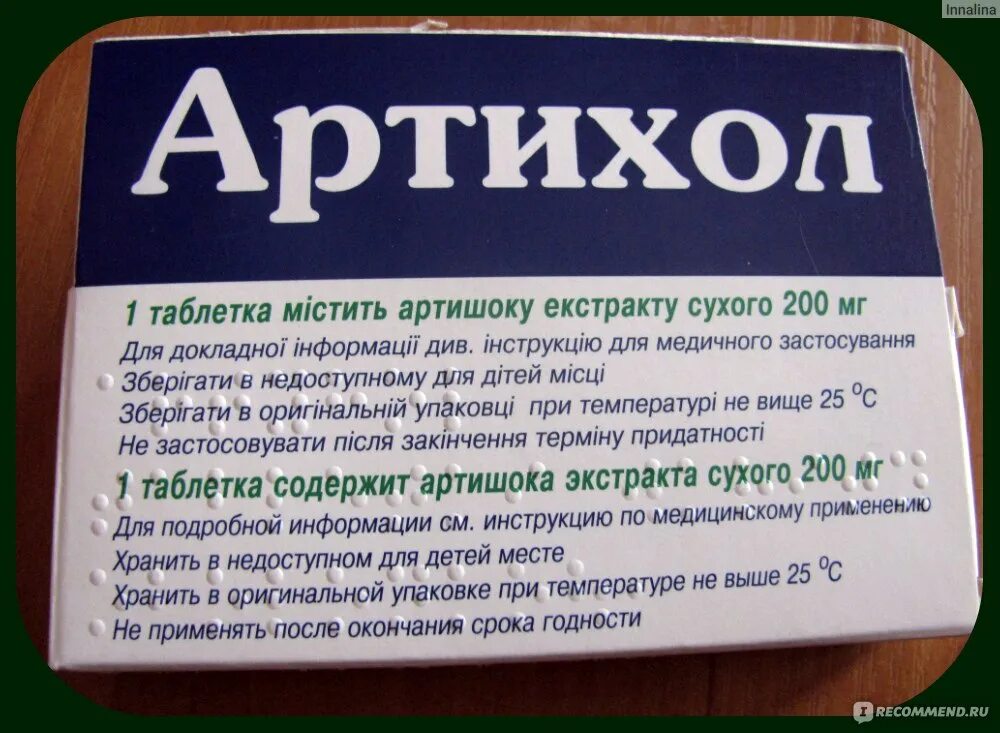 Innalina
Артихол
1 таблетка містить артишоку екстракту сухого 200 мг
Для докладної інформації див. інструкцію для медичного застосування
Зберігати в недоступному для дітей місці
Зберігати в оригінальній упаковці при температурі не вище 25 °C
Не застосовувати після закінчення терміну придатності
1 таблетка содержит артишока экстракта сухого 200 мг
Для подробной информации см. инструкцию по медицинскому применению
Хранить в недоступном для детей месте
Хранить в оригинальной упаковке при температуре не выше 25 °C
Не применять после окончания срока годности
IRECOMMEND.RU